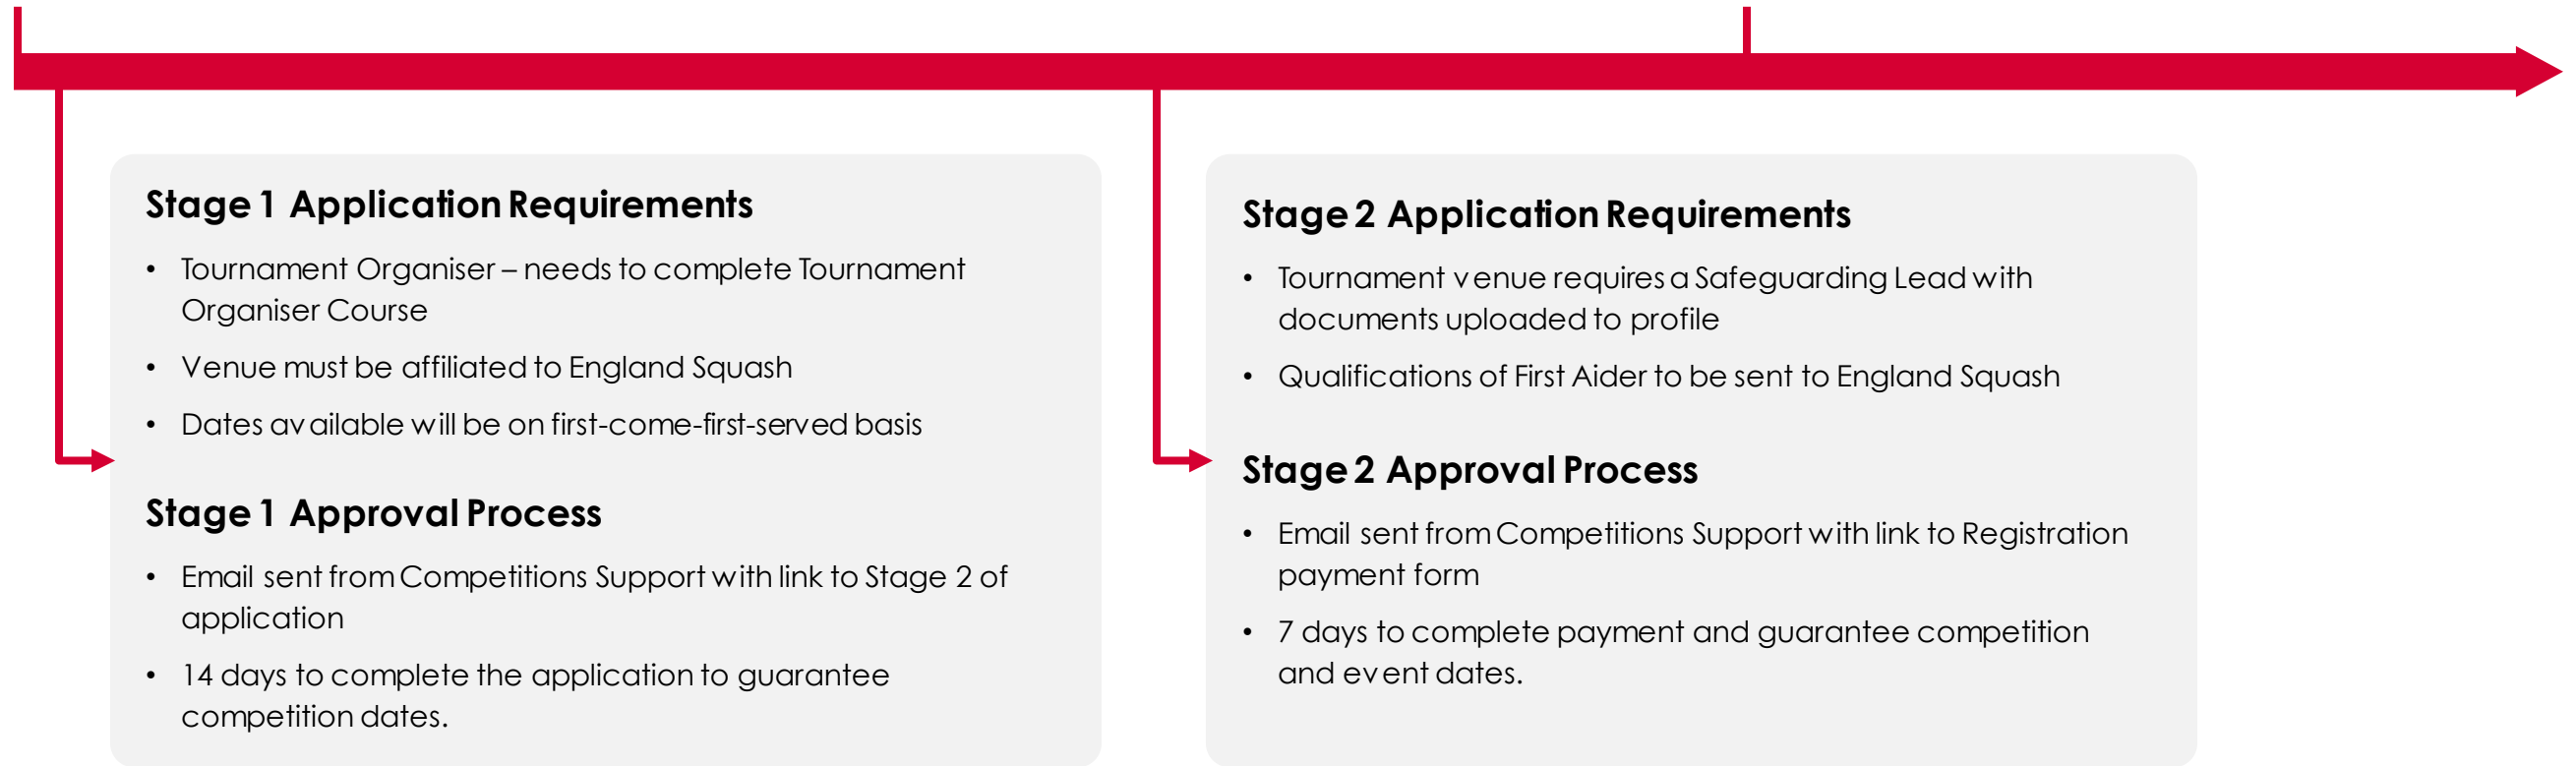 Stage 1 Application Requirements
• Tournament Organiser – needs to complete Tournament
Organiser Course
• Venue must be affiliated to England Squash
• Dates available will be on first-come-first-served basis
Stage 1 Approval Process
• Email sent from Competitions Support with link to Stage 2 of
application
• 14 days to complete the application to guarantee
competition dates.
Stage 2 Application Requirements
• Tournament venue requires a Safeguarding Lead with
documents uploaded to profile
• Qualifications of First Aider to be sent to England Squash
Stage 2 Approval Process
• Email sent from Competitions Support with link to Registration
payment form
• 7 days to complete payment and guarantee competition
and event dates.